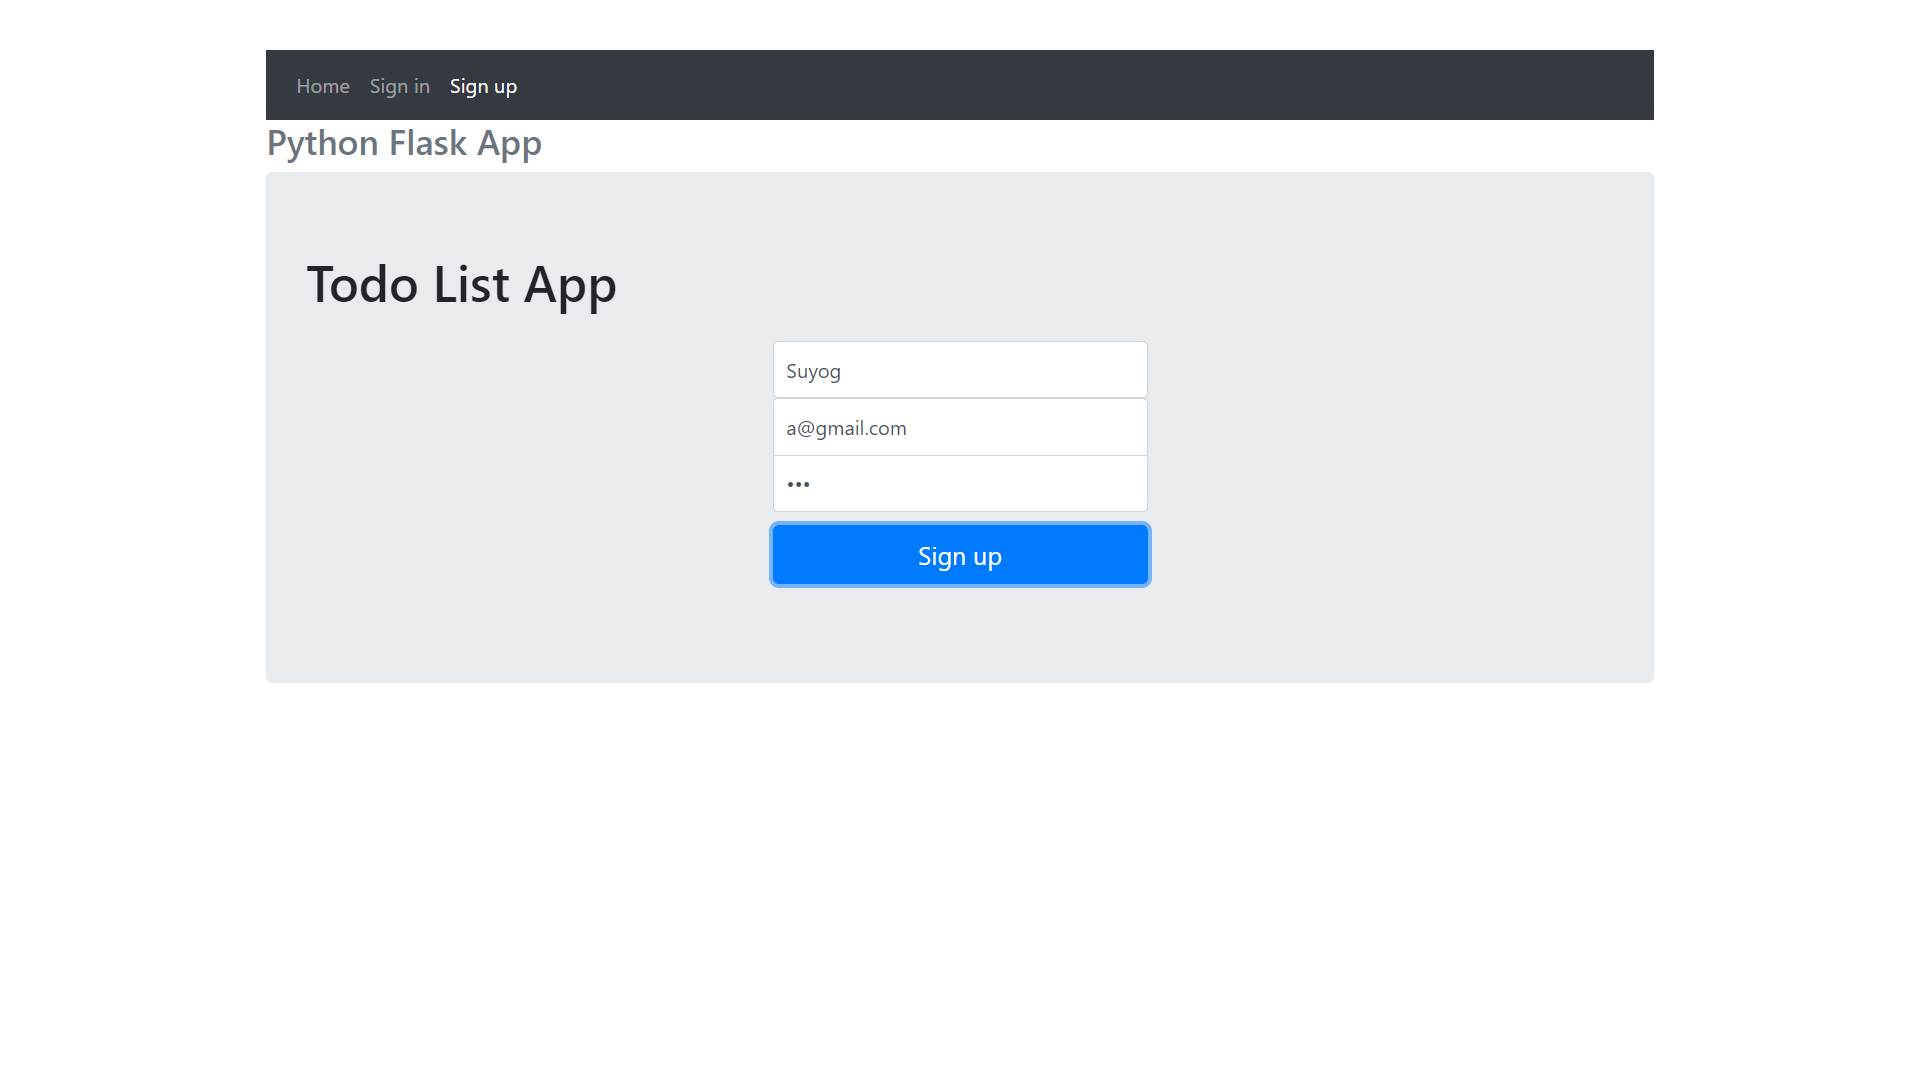 Home Sign in Sign up
Python Flask App
Todo List App
Suyog
a@gmail.com
•••
Sign up